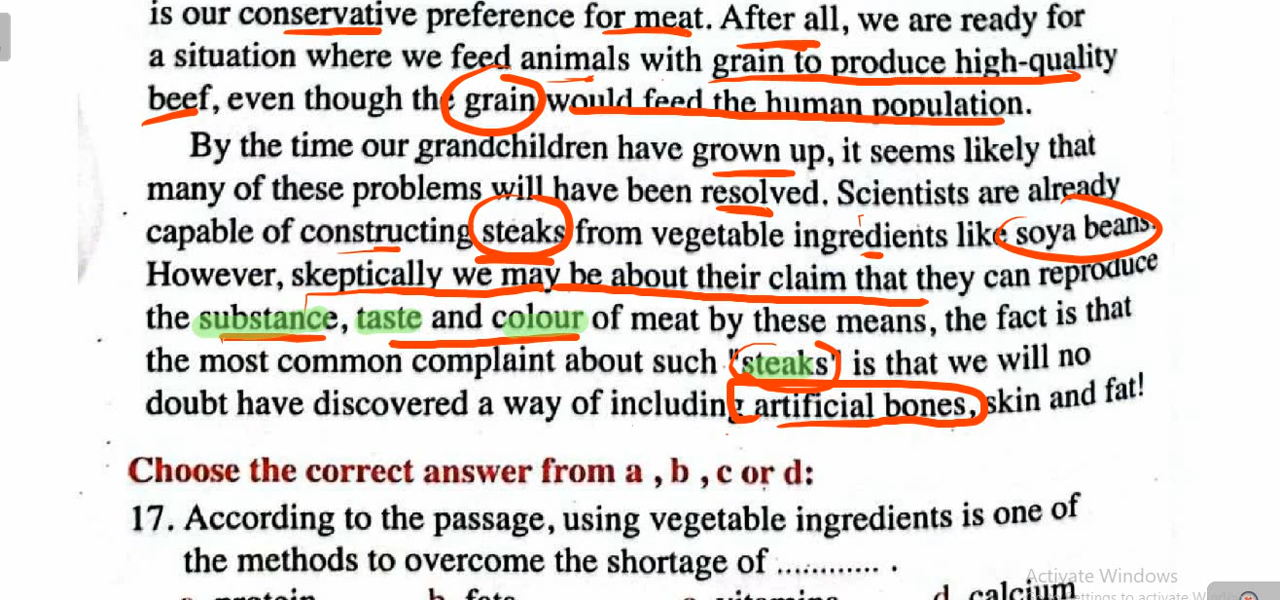 is our conservative preference for meat. After all, we are ready for
a situation where we feed animals with grain to produce high-quality
beef, even though the grain would feed the human population.
By the time our grandchildren have grown up, it seems likely that
many of these problems will have been resolved. Scientists are already
capable of constructing steaks from vegetable ingredients like soya beans.
However, skeptically we may be about their claim that they can reproduce
the substance, taste and colour of meat by these means, the fact is that
the most common complaint about such "steaks" is that we will no
doubt have discovered a way of including artificial bones, skin and fat!
Choose the correct answer from a , b , c or d:
17. According to the passage, using vegetable ingredients is one of
the methods to overcome the shortage of ............. .
a. protein b. fats c. vitamins d. calcium
Activate Windows